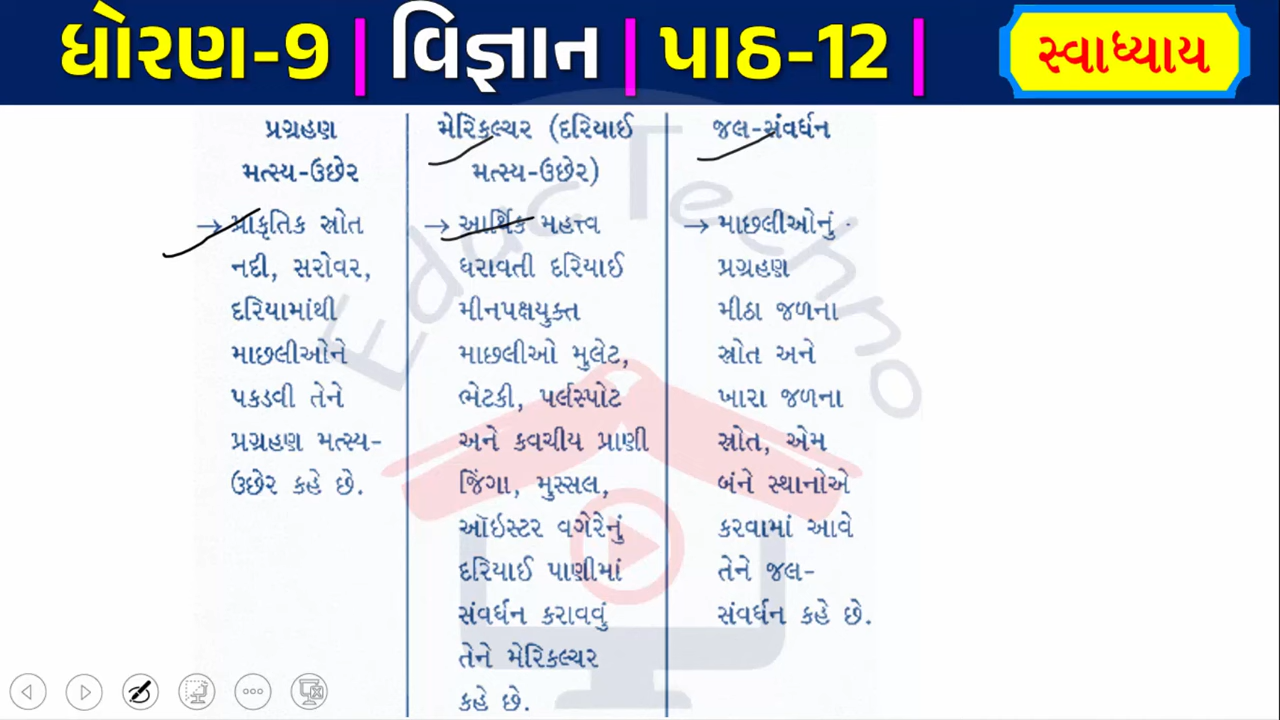 ધોરણ-9 | વિજ્ઞાન | પાઠ-12 |
સ્વાધ્યાય
પ્રગ્રહણ
મત્સ્ય-ઉછેર
→ પ્રાકૃતિક સ્રોત
નદી, સરોવર,
દરિયામાંથી
માછલીઓને
પકડવી તેને
પ્રગ્રહણ મત્સ્ય-
ઉછેર કહે છે.
મેરિકલ્ચર (દરિયાઈ
મત્સ્ય-ઉછેર)
→ આર્થિક મહત્ત્વ
ધરાવતી દરિયાઈ
મીનપક્ષયુક્ત
માછલીઓ મુલેટ,
ભેટકી, પર્લસ્પોટ
અને કવચીય પ્રાણી
જિંગા, મુસ્સલ,
ઑઇસ્ટર વગેરેનું
દરિયાઈ પાણીમાં
સંવર્ધન કરાવવું
તેને મેરિકલ્ચર
કહે છે.
જલ-સંવર્ધન
→ માછલીઓનું
પ્રગ્રહણ
મીઠા જળના
સ્રોત અને
ખારા જળના
સ્રોત, એમ
બંને સ્થાનોએ
કરવામાં આવે
તેને જલ-
સંવર્ધન કહે છે.
Educ Techno